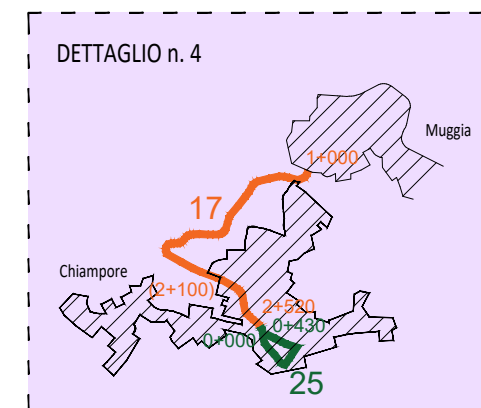 DETTAGLIO n. 4
Muggia
1+000
17
Chiampore
(2+100)
2+520
0+430
0+000
25